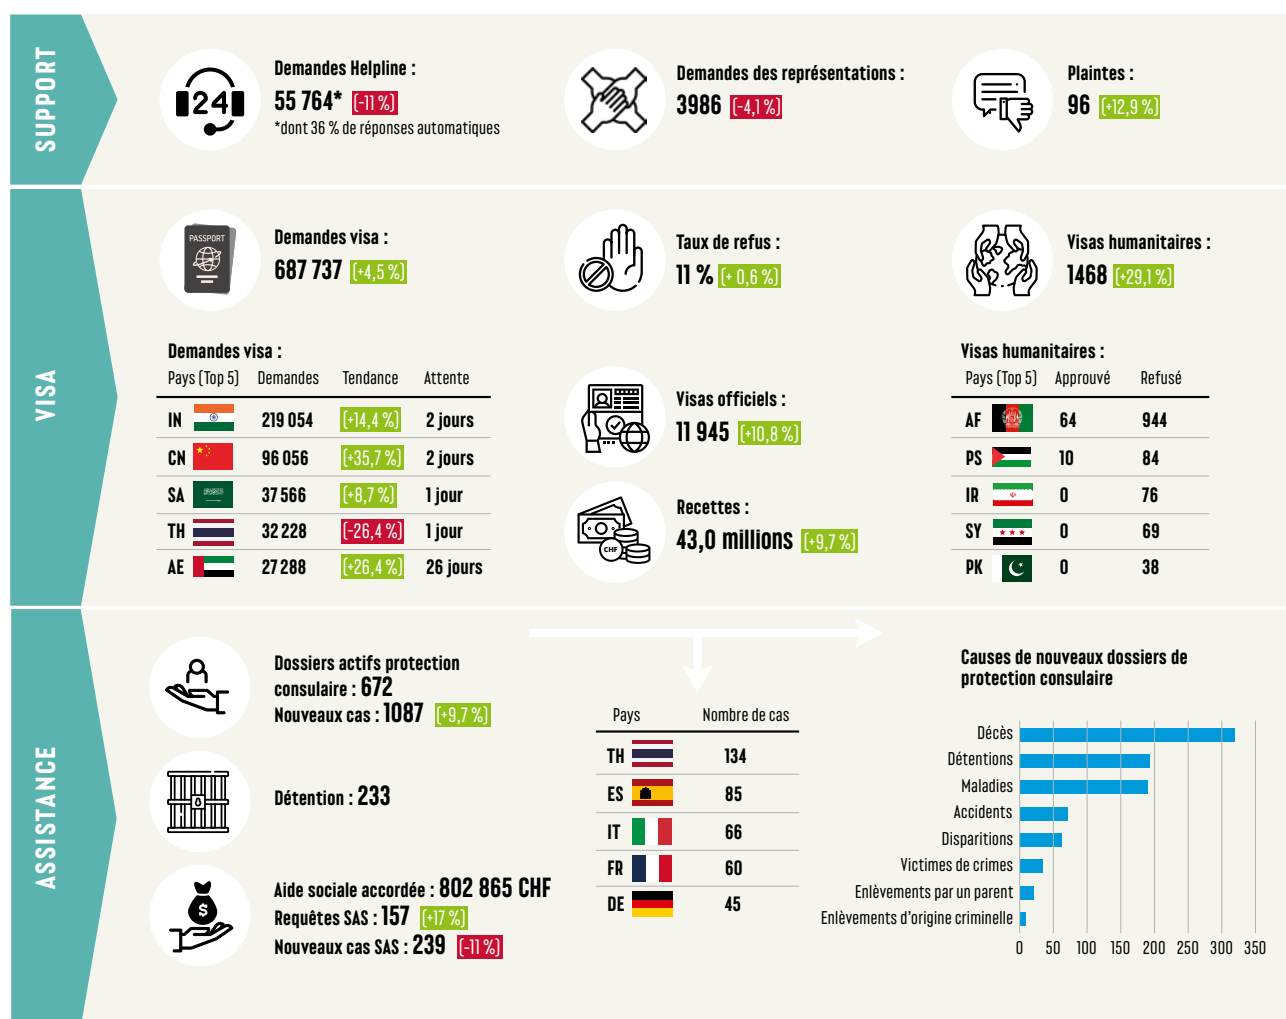 SUPPORT
24
Demandes Helpline :
55 764* (-11 %)
*dont 36 % de réponses automatiques
Demandes des représentations :
3986 (-4,1 %)
Plaintes :
96 (+12,9 %)
VISA
PASSPORT
Demandes visa :
687 737 (+4,5 %)
Taux de refus :
11 % (+ 0,6 %)
Visas humanitaires :
1468 (+29,1 %)
Demandes visa :
Pays (Top 5) Demandes Tendance Attente
IN 219 054 (+14,4 %) 2 jours
CN 96 056 (+35,7 %) 2 jours
SA 37 566 (+8,7 %) 1 jour
TH 32 228 (-26,4 %) 1 jour
AE 27 288 (+26,4 %) 26 jours
Visas officiels :
11 945 (+10,8 %)
CHF
Recettes :
43,0 millions (+9,7 %)
Visas humanitaires :
Pays (Top 5) Approuvé Refusé
AF 64 944
PS 10 84
IR 0 76
SY 0 69
PK 0 38
ASSISTANCE
Dossiers actifs protection
consulaire : 672
Nouveaux cas : 1087 (+9,7 %)
Détention : 233
$
Aide sociale accordée : 802 865 CHF
Requêtes SAS : 157 (+17 %)
Nouveaux cas SAS : 239 (-11 %)
Pays Nombre de cas
TH 134
ES 85
IT 66
FR 60
DE 45
Causes de nouveaux dossiers de
protection consulaire
Décès
Détentions
Maladies
Accidents
Disparitions
Victimes de crimes
Enlèvements par un parent
Enlèvements d'origine criminelle
0 50 100 150 200 250 300 350